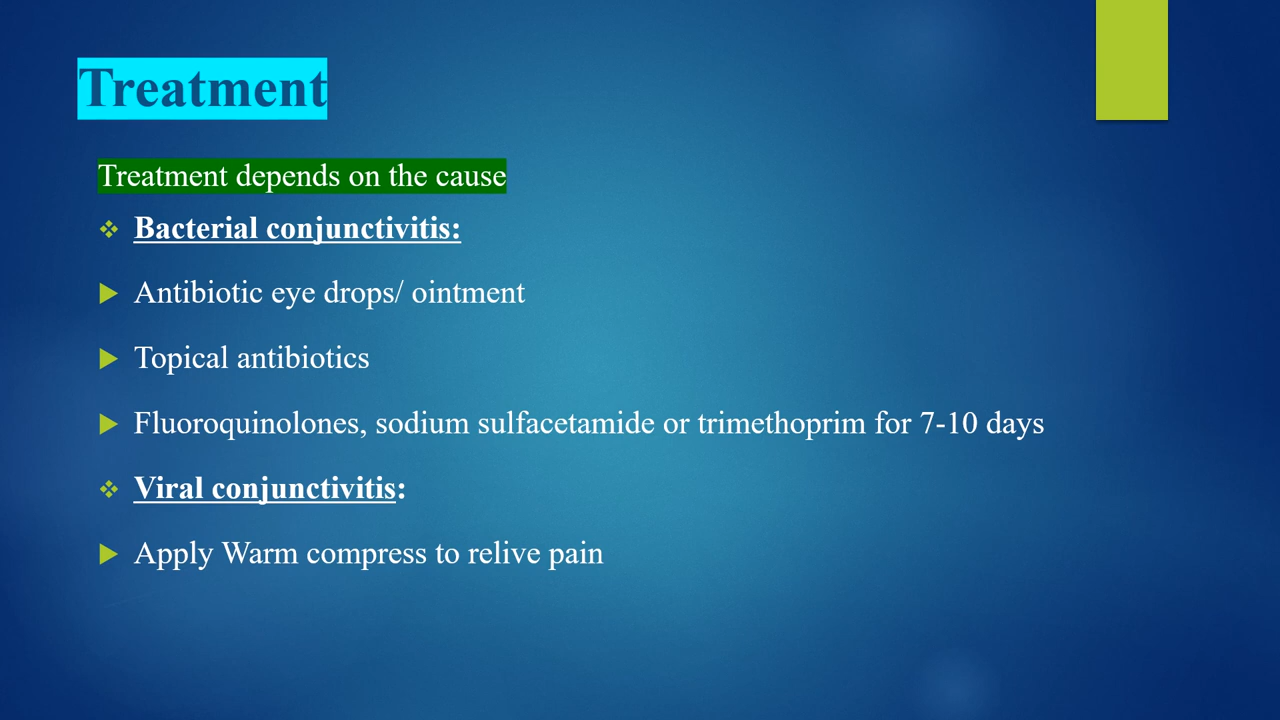 Treatment
Treatment depends on the cause
Bacterial conjunctivitis:
Antibiotic eye drops/ ointment
Topical antibiotics
Fluoroquinolones, sodium sulfacetamide or trimethoprim for 7-10 days
Viral conjunctivitis:
Apply Warm compress to relive pain